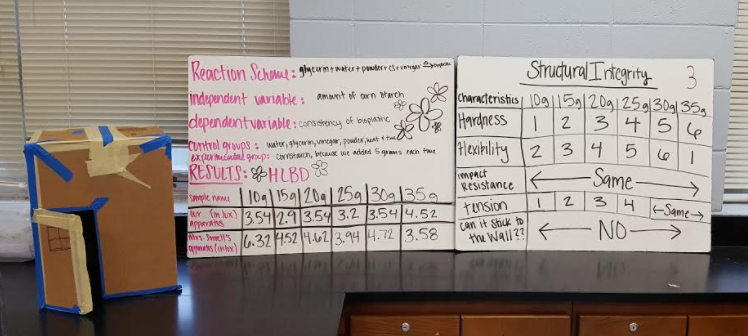 Reaction Scheme: glycerin + water + powder + CS + vinegar
Independent variable: amount of corn starch
dependent variable: consistency of bioplastic
Control groups: water, glycerin, vinegar, powder, heat + time
experimental group: cornstarch, because we added 5 grams each time
RESULTS: HLBD
Sample name 10g 15g 20g 25g 30g 35g
our (in lux) apparatus 3.54 2.9 3.54 3.2 3.54 4.52
Mrs. apparatus (in lux) 6.32 4.52 4.62 3.94 4.72 3.58
Structural Integrity 3
Characteristics 10g 15g 20g 25g 30g 35g
Hardness 1 2 3 4 5 6
Flexibility 2 3 4 5 6 1
impact
Resistance Same
Tension 1 2 3 4 Same
Can it stick to
the Wall?? NO